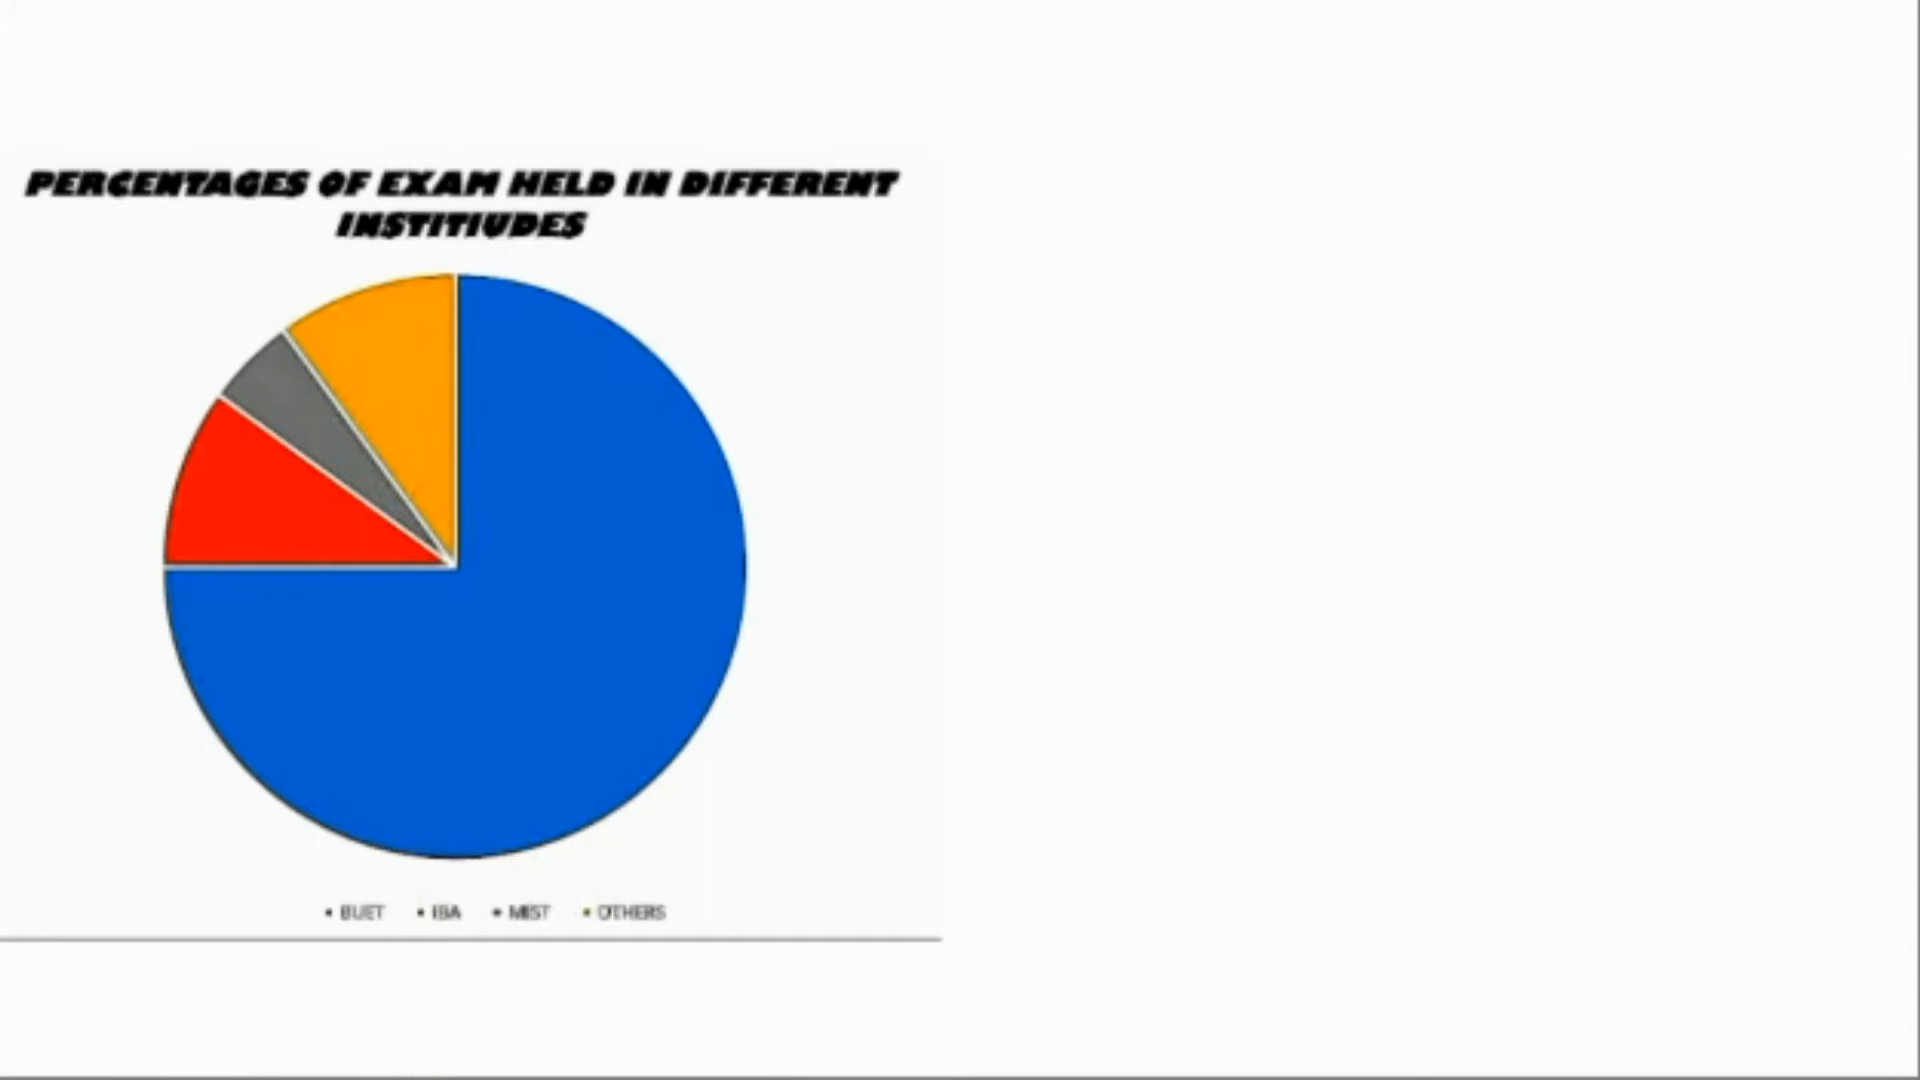 PERCENTAGES OF EXAM HELD IN DIFFERENT
INSTITIUDES
• BUET • IBA • MIST • OTHERS